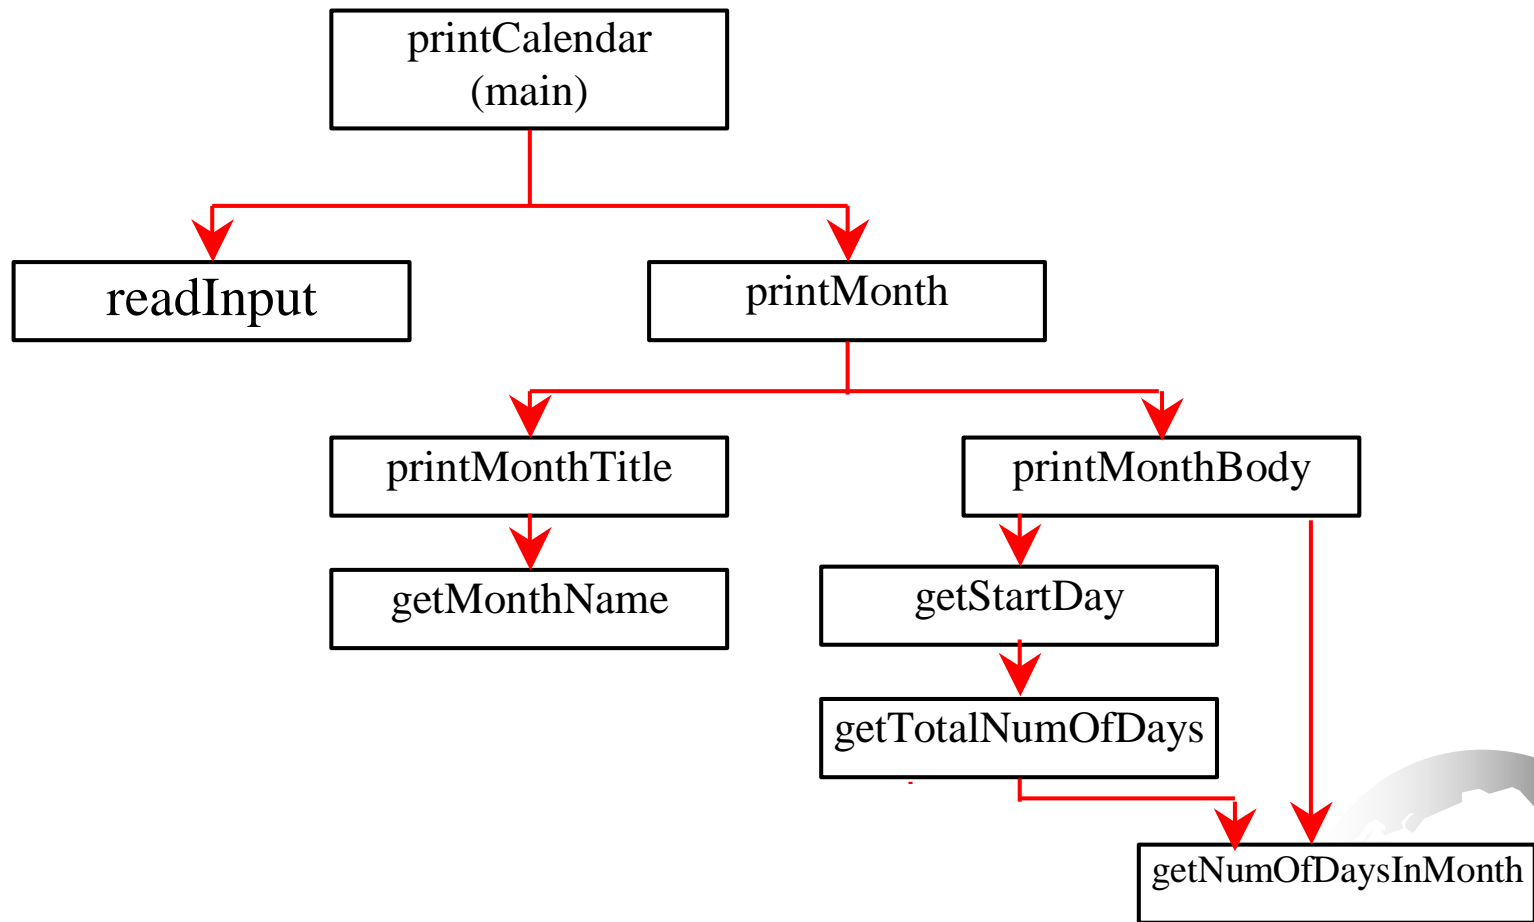 printCalendar
(main)
readInput
printMonth
printMonthTitle
printMonthBody
getMonthName
getStartDay
getTotalNumOfDays
getNumOfDaysInMonth